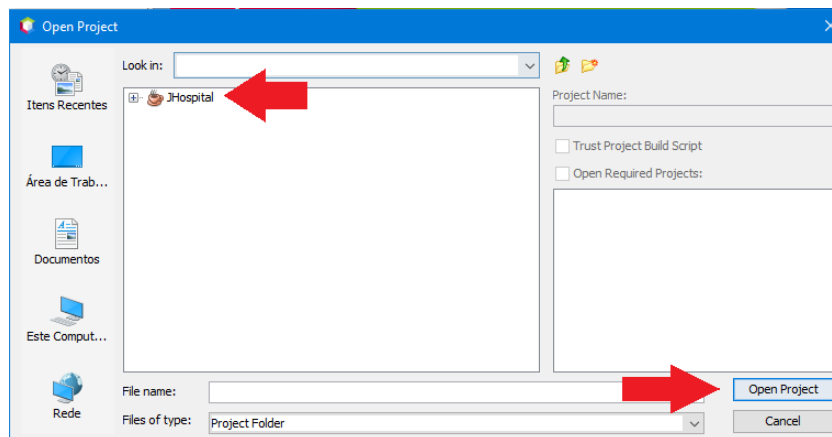 Open Project
Look in:
Itens Recentes
JHospital
Project Name:
Trust Project Build Script
Open Required Projects:
Área de Trab...
Documentos
Este Comput...
Rede
File name:
Open Project
Files of type:
Project Folder
Cancel